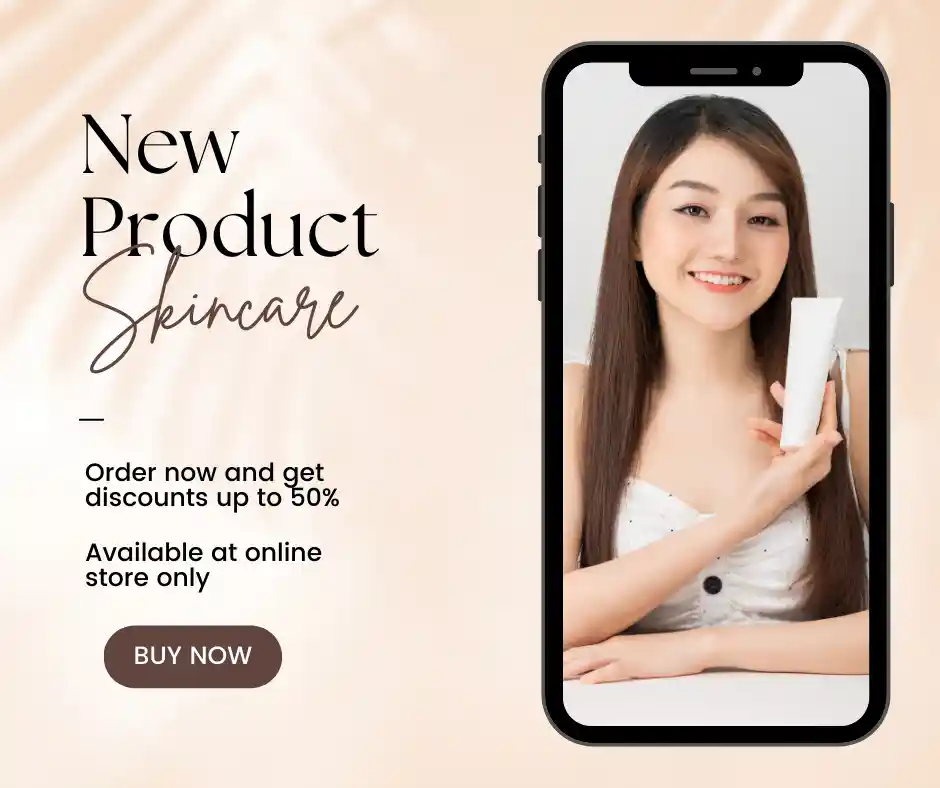 New
Product
Skincare
Order now and get
discounts up to 50%
Available at online
store only
BUY NOW